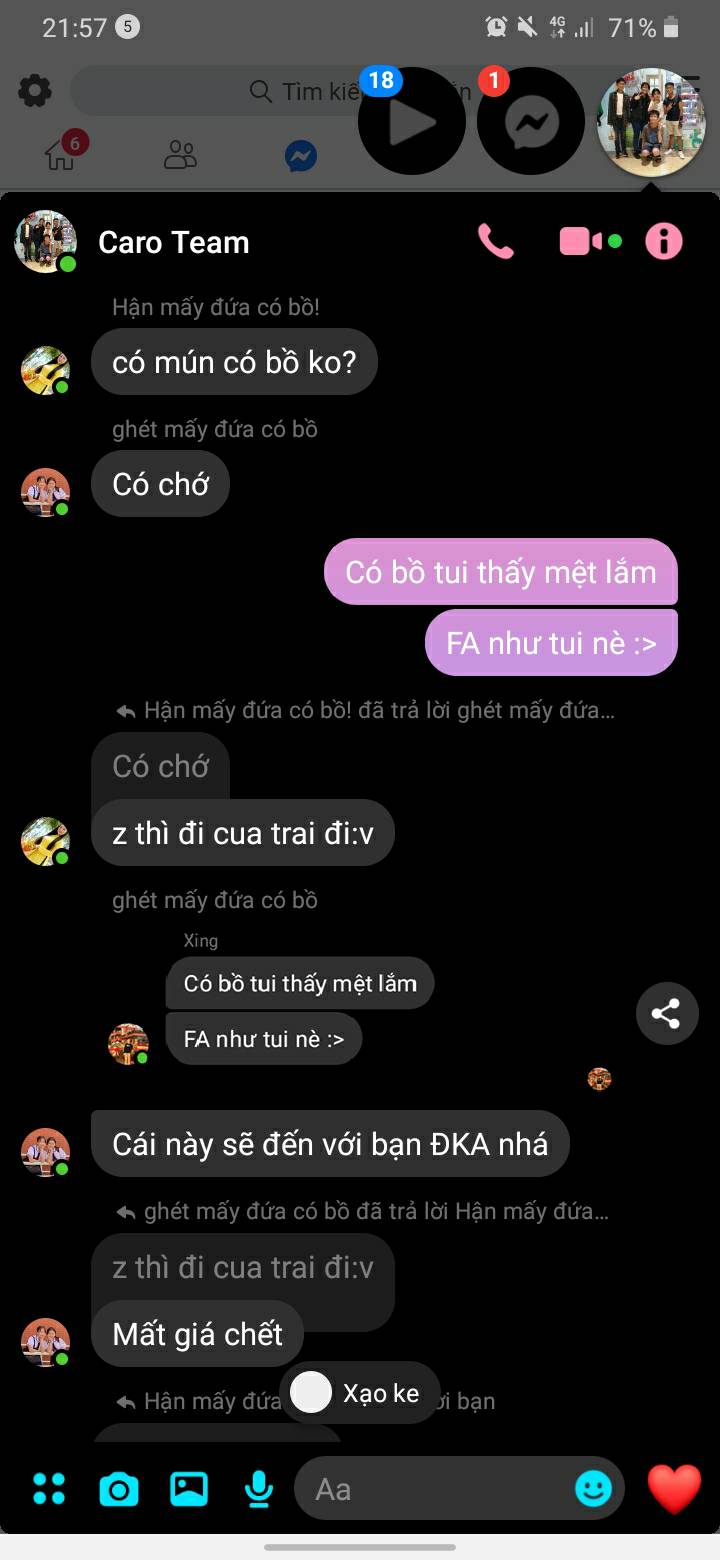 21:57 5 4G 71%
Tìm kiế ắn
18
1
6
Caro Team
Hận mấy đứa có bồ!
có mún có bồ ko?
ghét mấy đứa có bồ
Có chớ
Có bồ tui thấy mệt lắm
FA như tui nè :>
Hận mấy đứa có bồ! đã trả lời ghét mấy đứa...
Có chớ
z thì đi cua trai đi:v
ghét mấy đứa có bồ
Xing
Có bồ tui thấy mệt lắm
FA như tui nè :>
Cái này sẽ đến với bạn ĐKA nhá
ghét mấy đứa có bồ đã trả lời Hận mấy đứa...
z thì đi cua trai đi:v
Mất giá chết
Xạo ke
Hận mấy đứa ời bạn
Aa